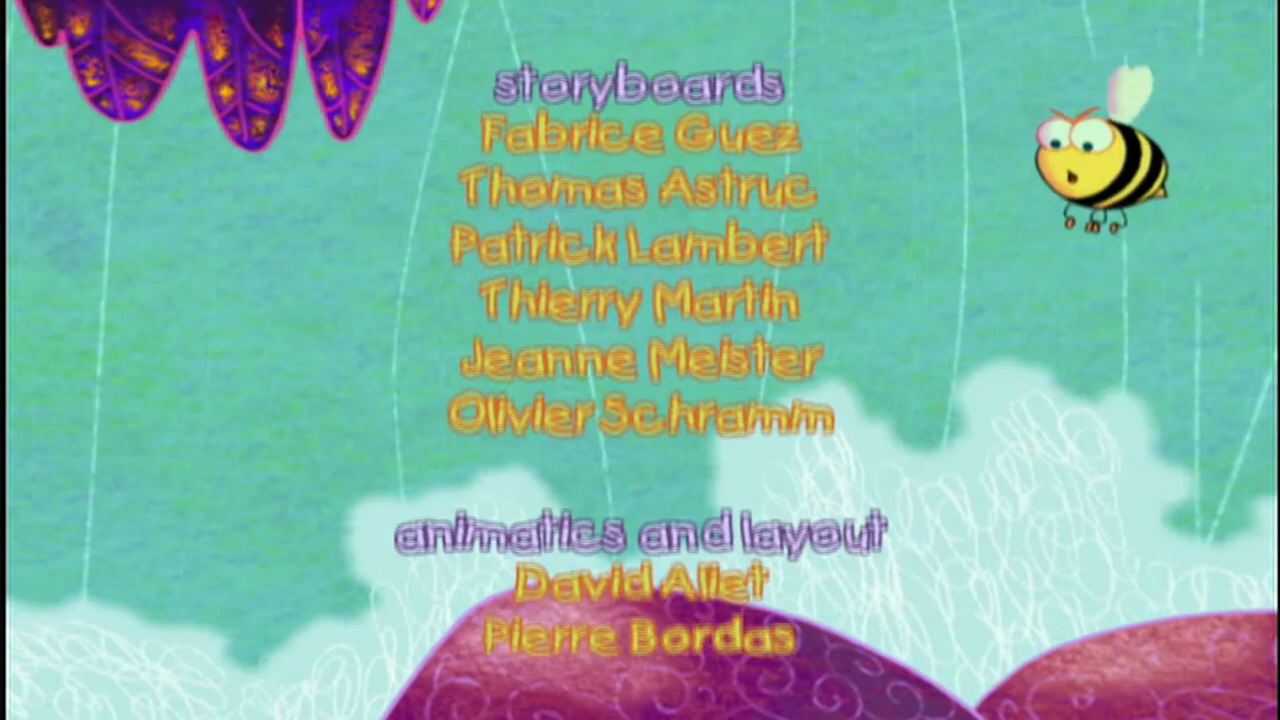 storyboards
Fabrice Guez
Thomas Astruc
Patrick Lambert
Thierry Martin
Jeanne Meister
Olivier Schramm
animatics and layout
David Allet
Pierre Bordas